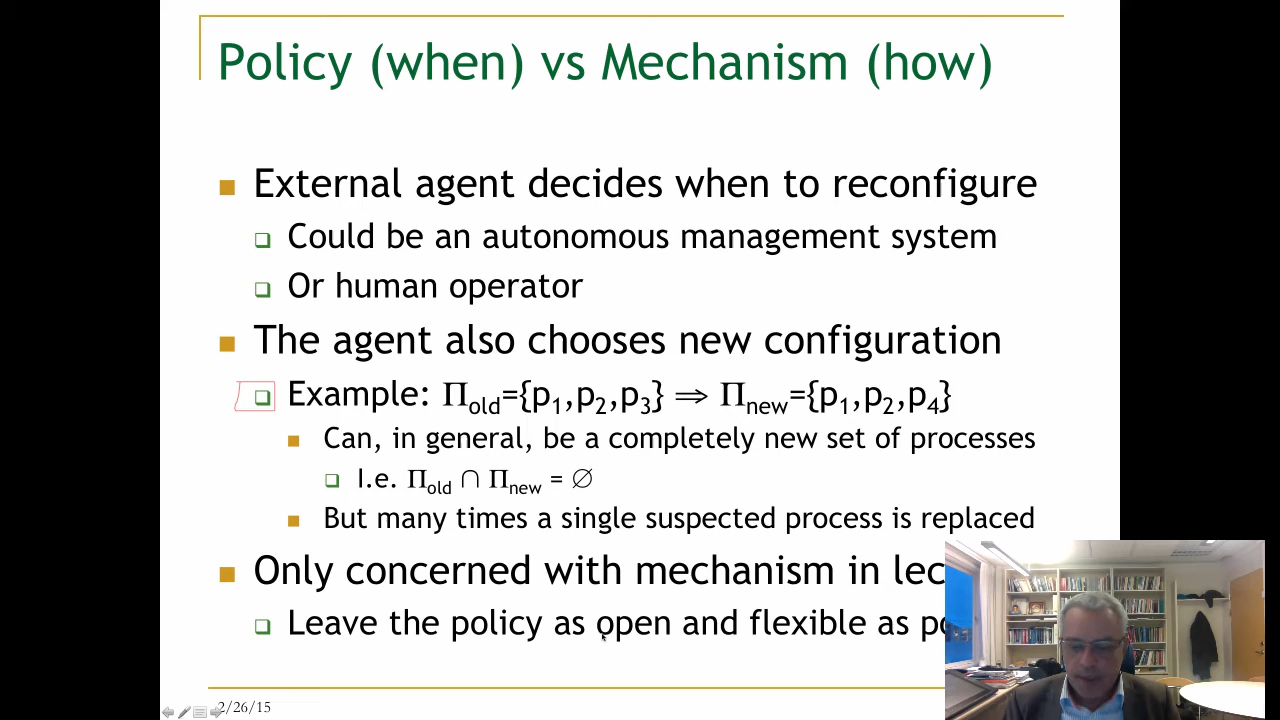 Policy (when) vs Mechanism (how)
External agent decides when to reconfigure
Could be an autonomous management system
Or human operator
The agent also chooses new configuration
Example: Πold={p1,p2,p3} ⇒ Πnew={p1,p2,p4}
Can, in general, be a completely new set of processes
I.e. Πold ∩ Πnew = ∅
But many times a single suspected process is replaced
Only concerned with mechanism in
Leave the policy as open and flexible as
2/26/15